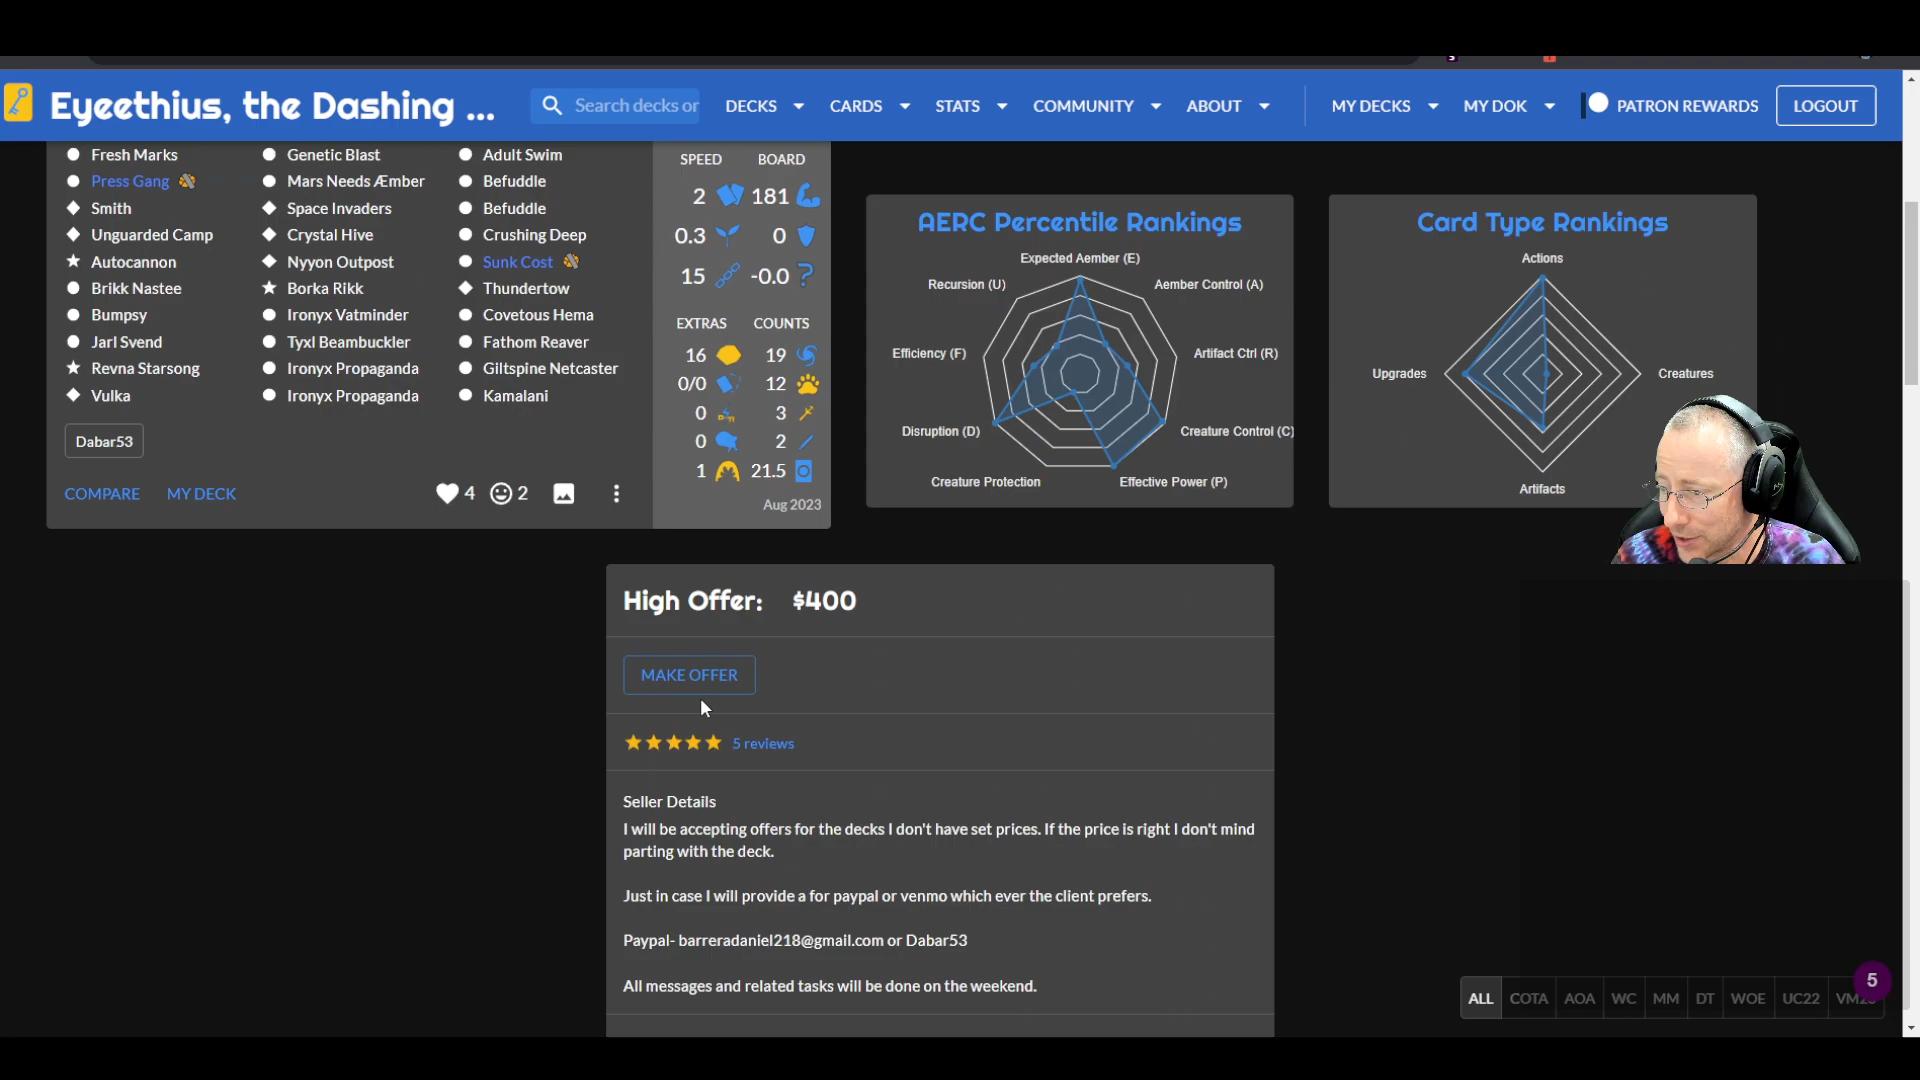 Eyeethius, the Dashing ...
Search decks or
DECKS
CARDS
STATS
COMMUNITY
ABOUT
MY DECKS
MY DOK
PATRON REWARDS
LOGOUT
Fresh Marks
Press Gang
Smith
Unguarded Camp
Autocannon
Brikk Nastee
Bumpsy
Jarl Svend
Revna Starsong
Vulka
Genetic Blast
Mars Needs Æmber
Space Invaders
Crystal Hive
Nyyon Outpost
Borka Rikk
Ironyx Vatminder
Tyxl Beambuckler
Ironyx Propaganda
Ironyx Propaganda
Adult Swim
Befuddle
Befuddle
Crushing Deep
Sunk Cost
Thundertow
Covetous Hema
Fathom Reaver
Giltspine Netcaster
Kamalani
Dabar53
COMPARE
MY DECK
4
2
SPEED BOARD
2 181
0.3 0
15 -0.0 ?
EXTRAS COUNTS
16 19
0/0 12
0 3
0 2
1 21.5
Aug 2023
AERC Percentile Rankings
Expected Aember (E)
Recursion (U)
Aember Control (A)
Efficiency (F)
Artifact Ctrl (R)
Disruption (D)
Creature Control (C)
Creature Protection
Effective Power (P)
Card Type Rankings
Actions
Upgrades
Creatures
Artifacts
High Offer: $400
MAKE OFFER
5 reviews
Seller Details
I will be accepting offers for the decks I don't have set prices. If the price is right I don't mind
parting with the deck.
Just in case I will provide a for paypal or venmo which ever the client prefers.
Paypal- barreradaniel218@gmail.com or Dabar53
All messages and related tasks will be done on the weekend.
5
ALL COTA AOA WC MM DT WOE UC22